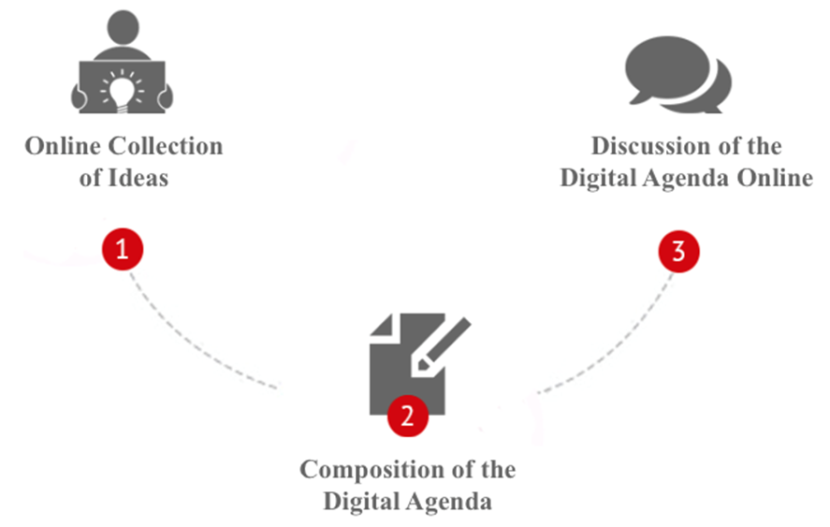 Online Collection
of Ideas
1
2
Composition of the
Digital Agenda
Discussion of the
Digital Agenda Online
3